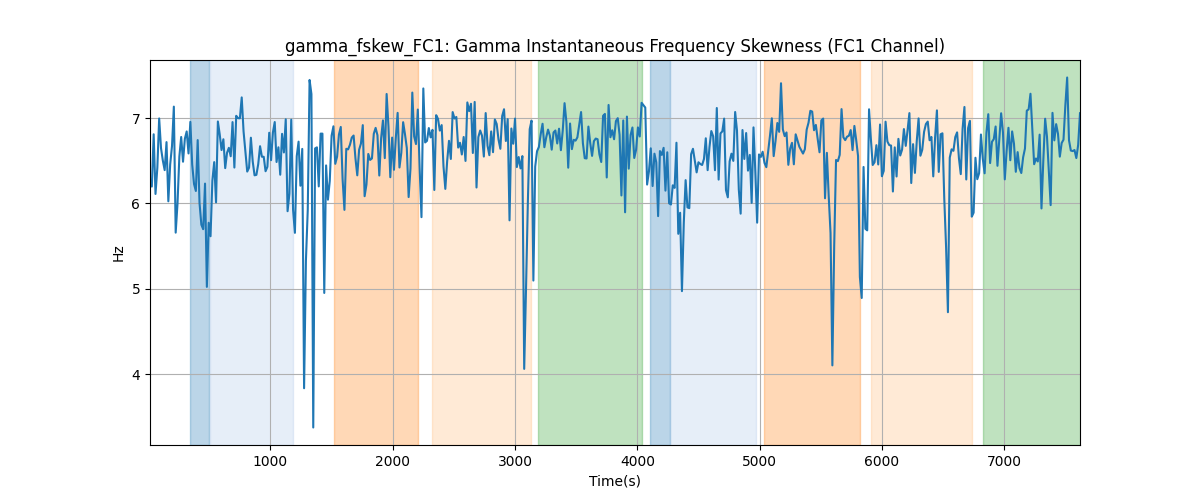 gamma_fskew_FC1: Gamma Instantaneous Frequency Skewness (FC1 Channel)
7
6
5
4
Hz
1000 2000 3000 4000 5000 6000 7000
Time(s)